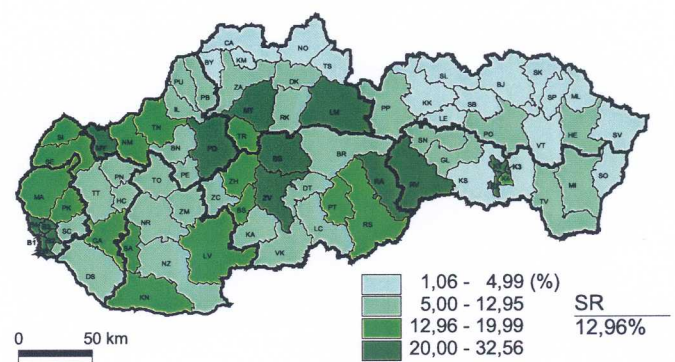 CA
NO
BY
KM
TS
PU
ZA
DK
SL
SK
PB
BJ
ML
IL
MT
RK
LM
PP
KK
SB
SP
LE
SI
MY
NM
TN
TR
PO
HE
SV
BN
PD
VT
SE
PE
BB
BR
SN
GL
K3
SO
MA
PN
TO
ZH
RA
RV
KS
MI
TT
ZC
ZV
DT
TV
PK
HC
ZM
BS
PT
SC
NR
KA
LC
RS
B1
GA
SA
LV
VK
DS
NZ
KN
1,06 - 4,99 (%)
5,00 - 12,95
12,96 - 19,99
20,00 - 32,56
SR
12,96%
0 50 km